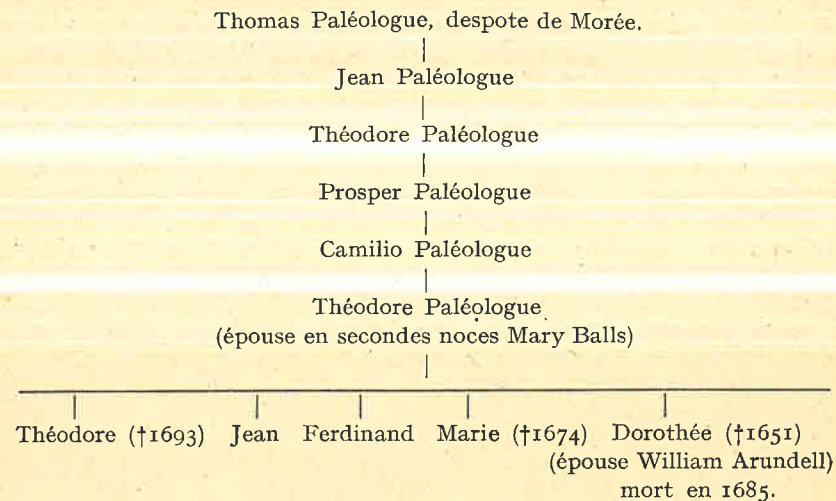 Thomas Paléologue, despote de Morée.
Jean Paléologue
Théodore Paléologue
Prosper Paléologue
Camilio Paléologue
Théodore Paléologue
(épouse en secondes noces Mary Balls)
Théodore (†1693) Jean Ferdinand Marie (†1674) Dorothée (†1651)
(épouse William Arundell)
mort en 1685.